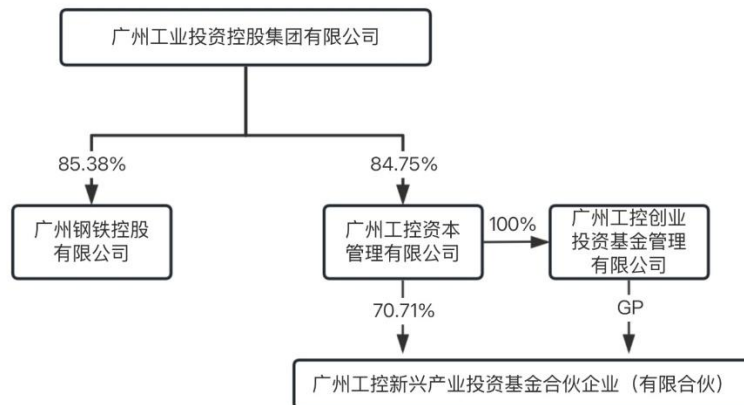 广州工业投资控股集团有限公司
85.38%
84.75%
广州钢铁控股
有限公司
广州工控资本
管理有限公司
100%
广州工控创业
投资基金管理
有限公司
70.71%
GP
广州工控新兴产业投资基金合伙企业（有限合伙）